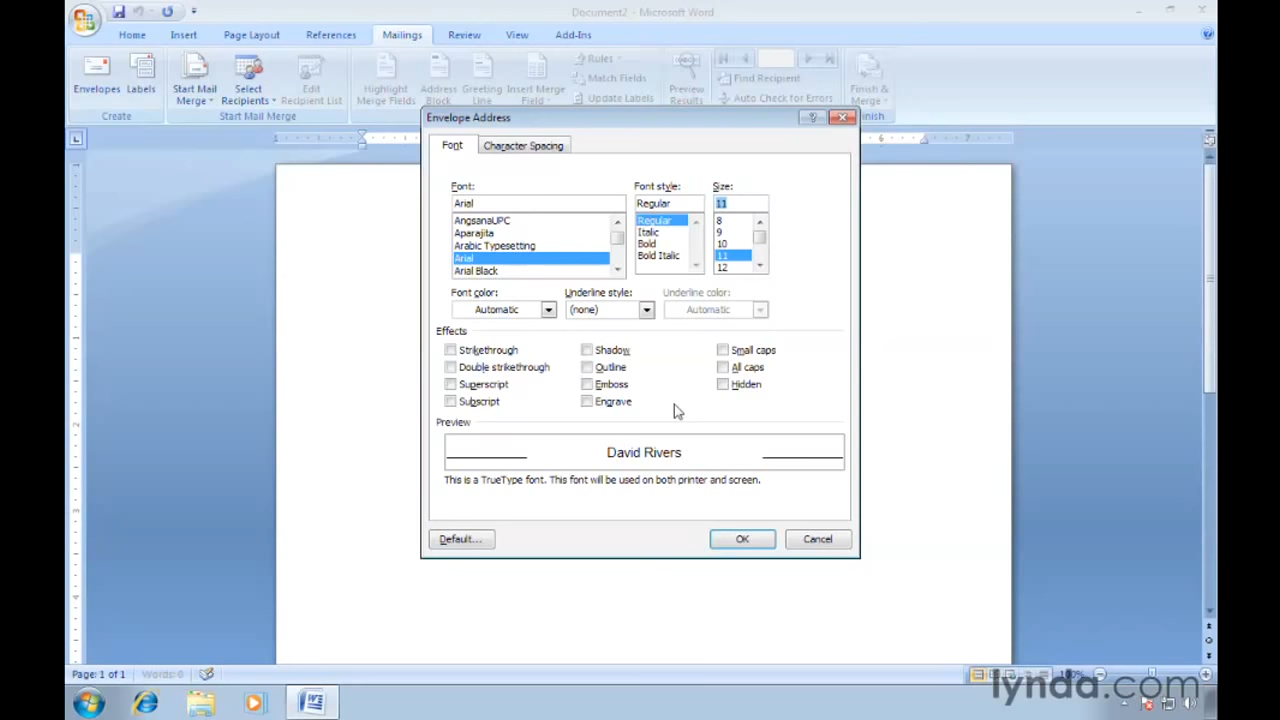 Document2 - Microsoft Word
Home Insert Page Layout References Mailings Review View Add-Ins
Envelopes Labels Start Mail Merge Select Recipients Edit Recipient List Highlight Merge Fields Address Block Greeting Line Insert Merge Field Rules Match Fields Update Labels Preview Results Find Recipient Auto Check for Errors Finish & Merge
Create Start Mail Merge Finish
Envelope Address
Font Character Spacing
Font: Font style: Size:
Arial Regular 11
AngsanaUPC Regular 8
Aparajita Italic 9
Arabic Typesetting Bold 10
Arial Bold Italic 11
Arial Black 12
Font color: Underline style: Underline color:
Automatic (none) Automatic
Effects
Strikethrough Shadow Small caps
Double strikethrough Outline All caps
Superscript Emboss Hidden
Subscript Engrave
Preview
David Rivers
This is a TrueType font. This font will be used on both printer and screen.
Default... OK Cancel
Page: 1 of 1 Words: 0 100%
lynda.com